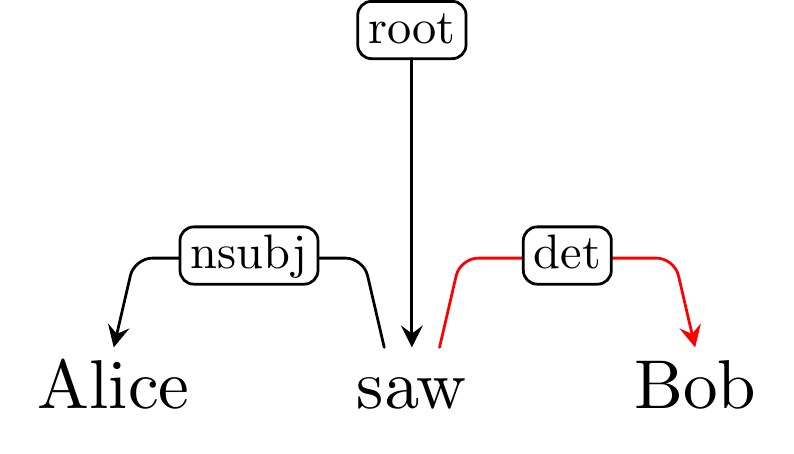 root
nsubj det
Alice saw Bob